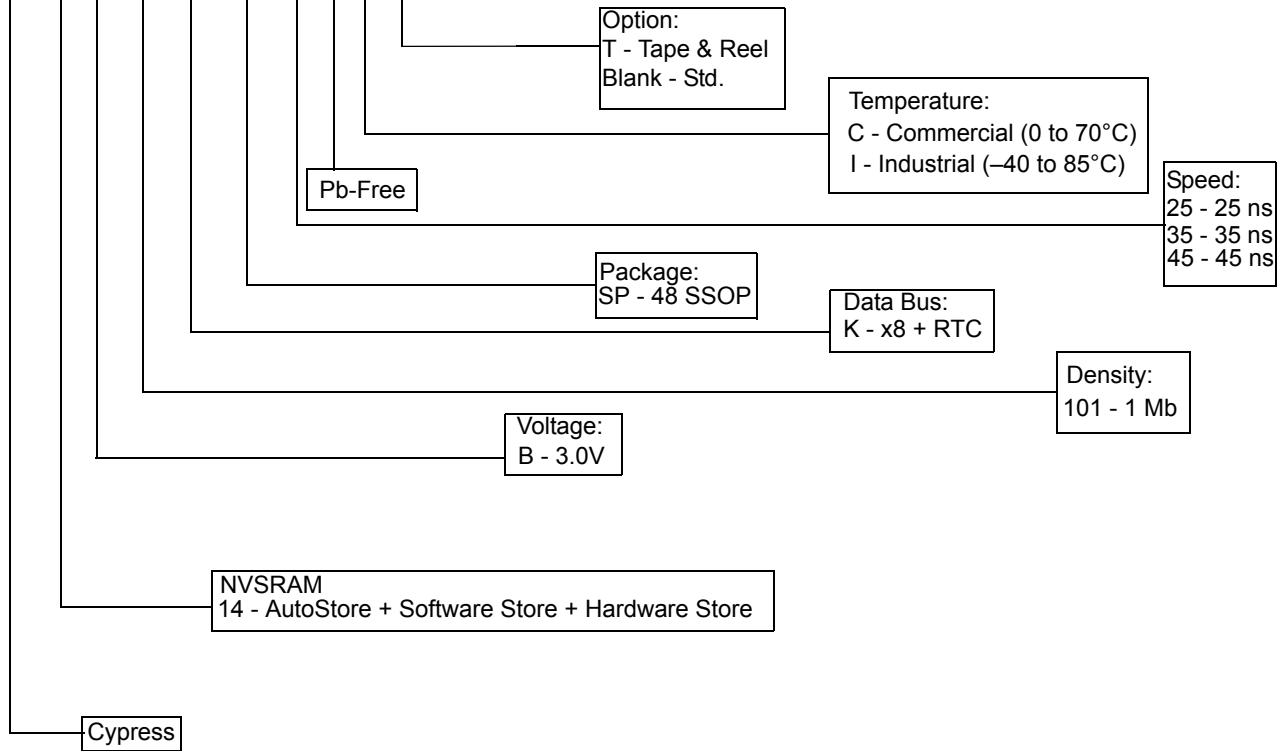 Option:
T - Tape & Reel
Blank - Std.
Temperature:
C - Commercial (0 to 70°C)
I - Industrial (–40 to 85°C)
Pb-Free
Speed:
25 - 25 ns
35 - 35 ns
45 - 45 ns
Package:
SP - 48 SSOP
Data Bus:
K - x8 + RTC
Density:
101 - 1 Mb
Voltage:
B - 3.0V
NVSRAM
14 - AutoStore + Software Store + Hardware Store
Cypress